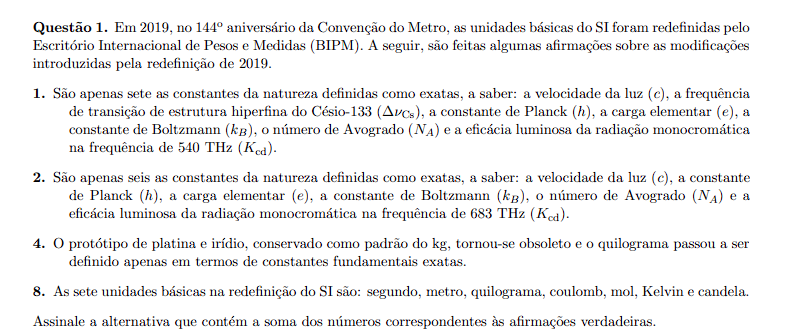 Questão 1. Em 2019, no 144º aniversário da Convenção do Metro, as unidades básicas do SI foram redefinidas pelo
Escritório Internacional de Pesos e Medidas (BIPM). A seguir, são feitas algumas afirmações sobre as modificações
introduzidas pela redefinição de 2019.
1. São apenas sete as constantes da natureza definidas como exatas, a saber: a velocidade da luz (c), a frequência
de transição de estrutura hiperfina do Césio-133 (Δν_Cs), a constante de Planck (h), a carga elementar (e), a
constante de Boltzmann (k_B), o número de Avogrado (N_A) e a eficácia luminosa da radiação monocromática
na frequência de 540 THz (K_cd).
2. São apenas seis as constantes da natureza definidas como exatas, a saber: a velocidade da luz (c), a constante
de Planck (h), a carga elementar (e), a constante de Boltzmann (k_B), o número de Avogrado (N_A) e a
eficácia luminosa da radiação monocromática na frequência de 683 THz (K_cd).
4. O protótipo de platina e irídio, conservado como padrão do kg, tornou-se obsoleto e o quilograma passou a ser
definido apenas em termos de constantes fundamentais exatas.
8. As sete unidades básicas na redefinição do SI são: segundo, metro, quilograma, coulomb, mol, Kelvin e candela.
Assinale a alternativa que contém a soma dos números correspondentes às afirmações verdadeiras.